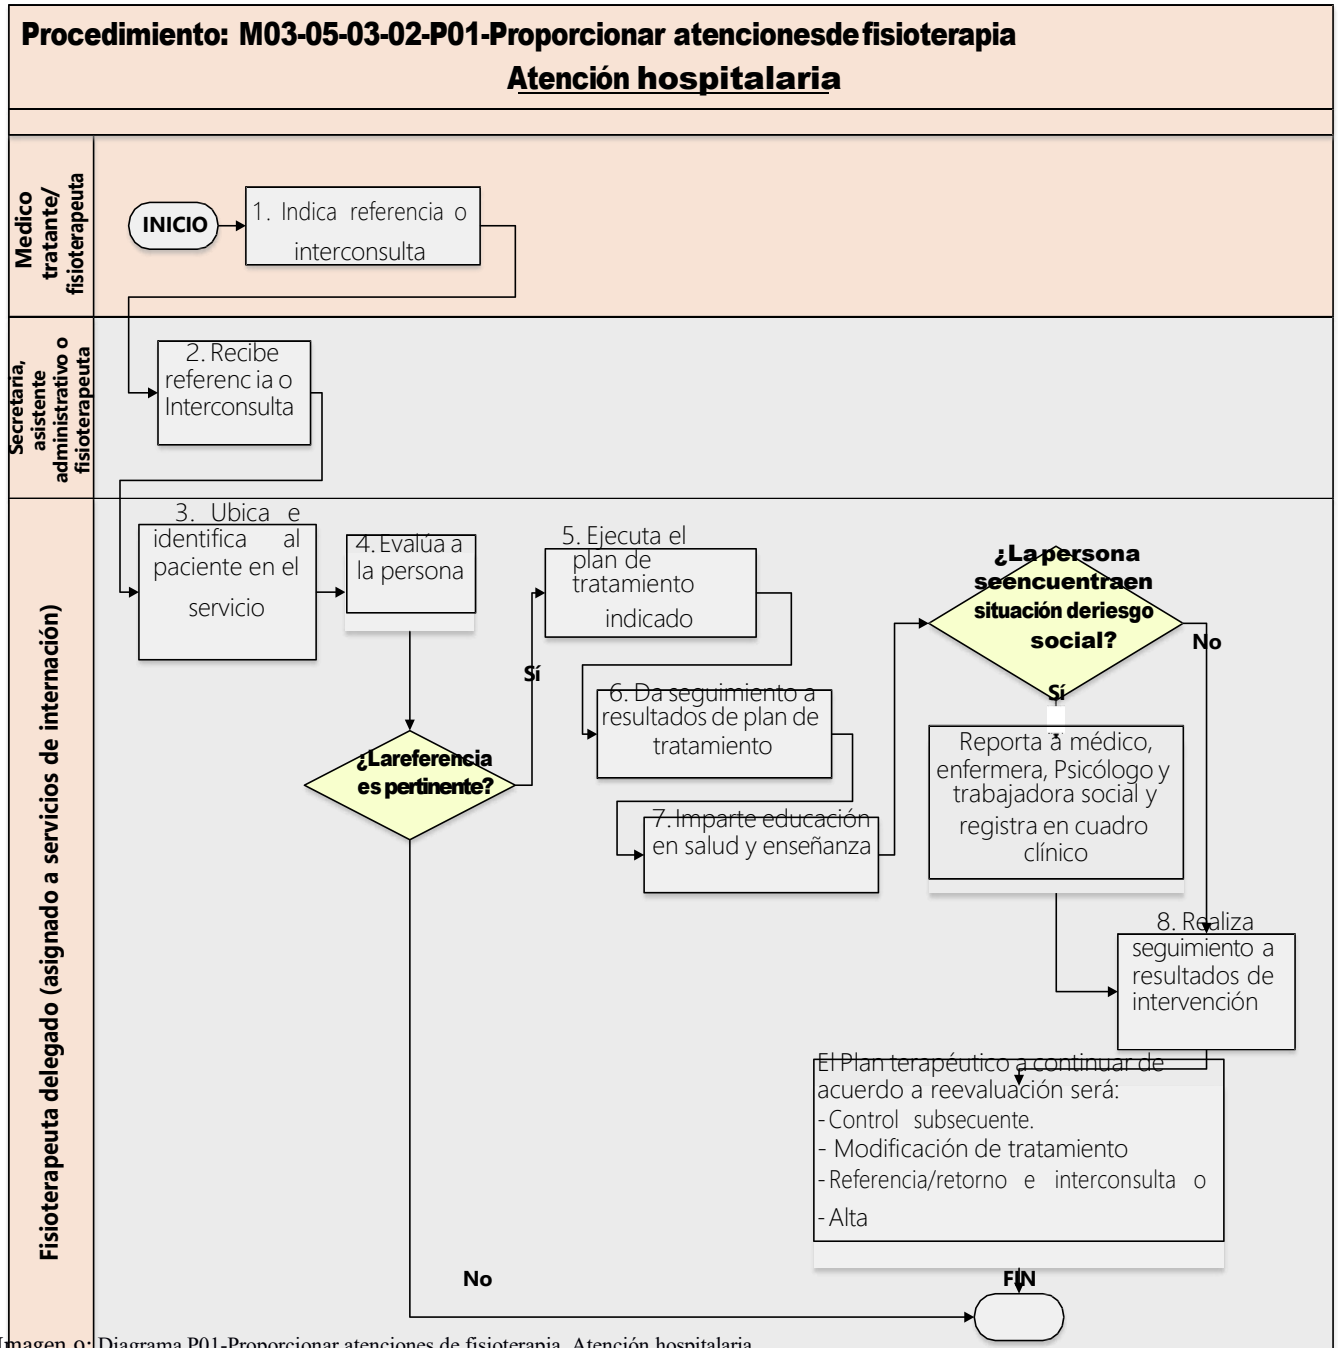 Procedimiento: M03-05-03-02-P01-Proporcionar atencionesdefisioterapia
Atención hospitalaria
Medico
tratante/
fisioterapeuta
INICIO
1. Indica referencia o
interconsulta
Secretaria,
asistente
administrativo o
fisioterapeuta
2. Recibe
referencia o
Interconsulta
Fisioterapeuta delegado (asignado a servicios de internación)
3. Ubica e
identifica al
paciente en el
servicio
4. Evalúa a
la persona
¿Lareferencia
es pertinente?
Sí
No
5. Ejecuta el
plan de
tratamiento
indicado
6. Da seguimiento a
resultados de plan de
tratamiento
7. Imparte educación
en salud y enseñanza
¿La persona
seencuentraen
situación deriesgo
social?
No
Sí
Reporta a médico,
enfermera, Psicólogo y
trabajadora social y
registra en cuadro
clínico
8. Realiza
seguimiento a
resultados de
intervención
El Plan terapéutico a continuar de
acuerdo a reevaluación será:
- Control subsecuente.
- Modificación de tratamiento
- Referencia/retorno e interconsulta o
- Alta
FIN
Imagen 9: Diagrama P01-Proporcionar atenciones de fisioterapia. Atención hospitalaria